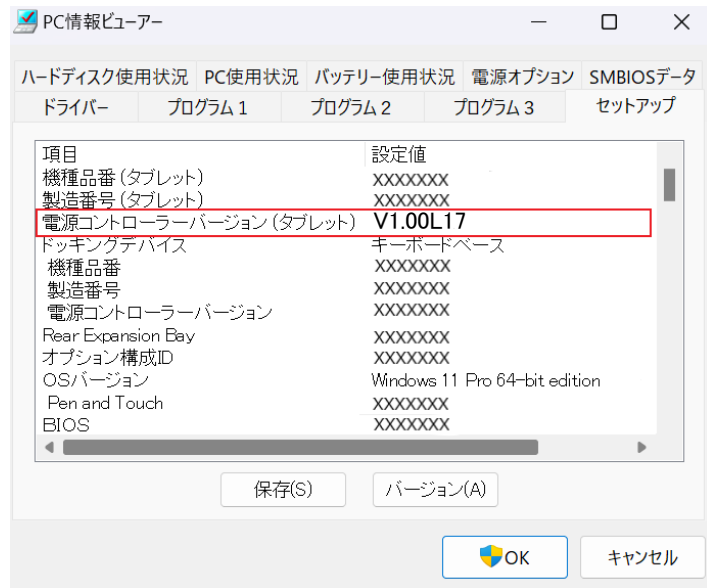 PC情報ビューアー
ハードディスク使用状況 PC使用状況 バッテリー使用状況 電源オプション SMBIOSデータ
ドライバー プログラム1 プログラム2 プログラム3 セットアップ
項目 設定値
機種品番(タブレット) XXXXXXX
製造番号(タブレット) XXXXXXX
電源コントローラーバージョン(タブレット) V1.00L17
ドッキングデバイス キーボードベース
機種品番 XXXXXXX
製造番号 XXXXXXX
電源コントローラーバージョン XXXXXXX
Rear Expansion Bay XXXXXXX
オプション構成ID XXXXXXX
OSバージョン Windows 11 Pro 64-bit edition
Pen and Touch XXXXXXX
BIOS XXXXXXX
保存(S) バージョン(A)
OK キャンセル